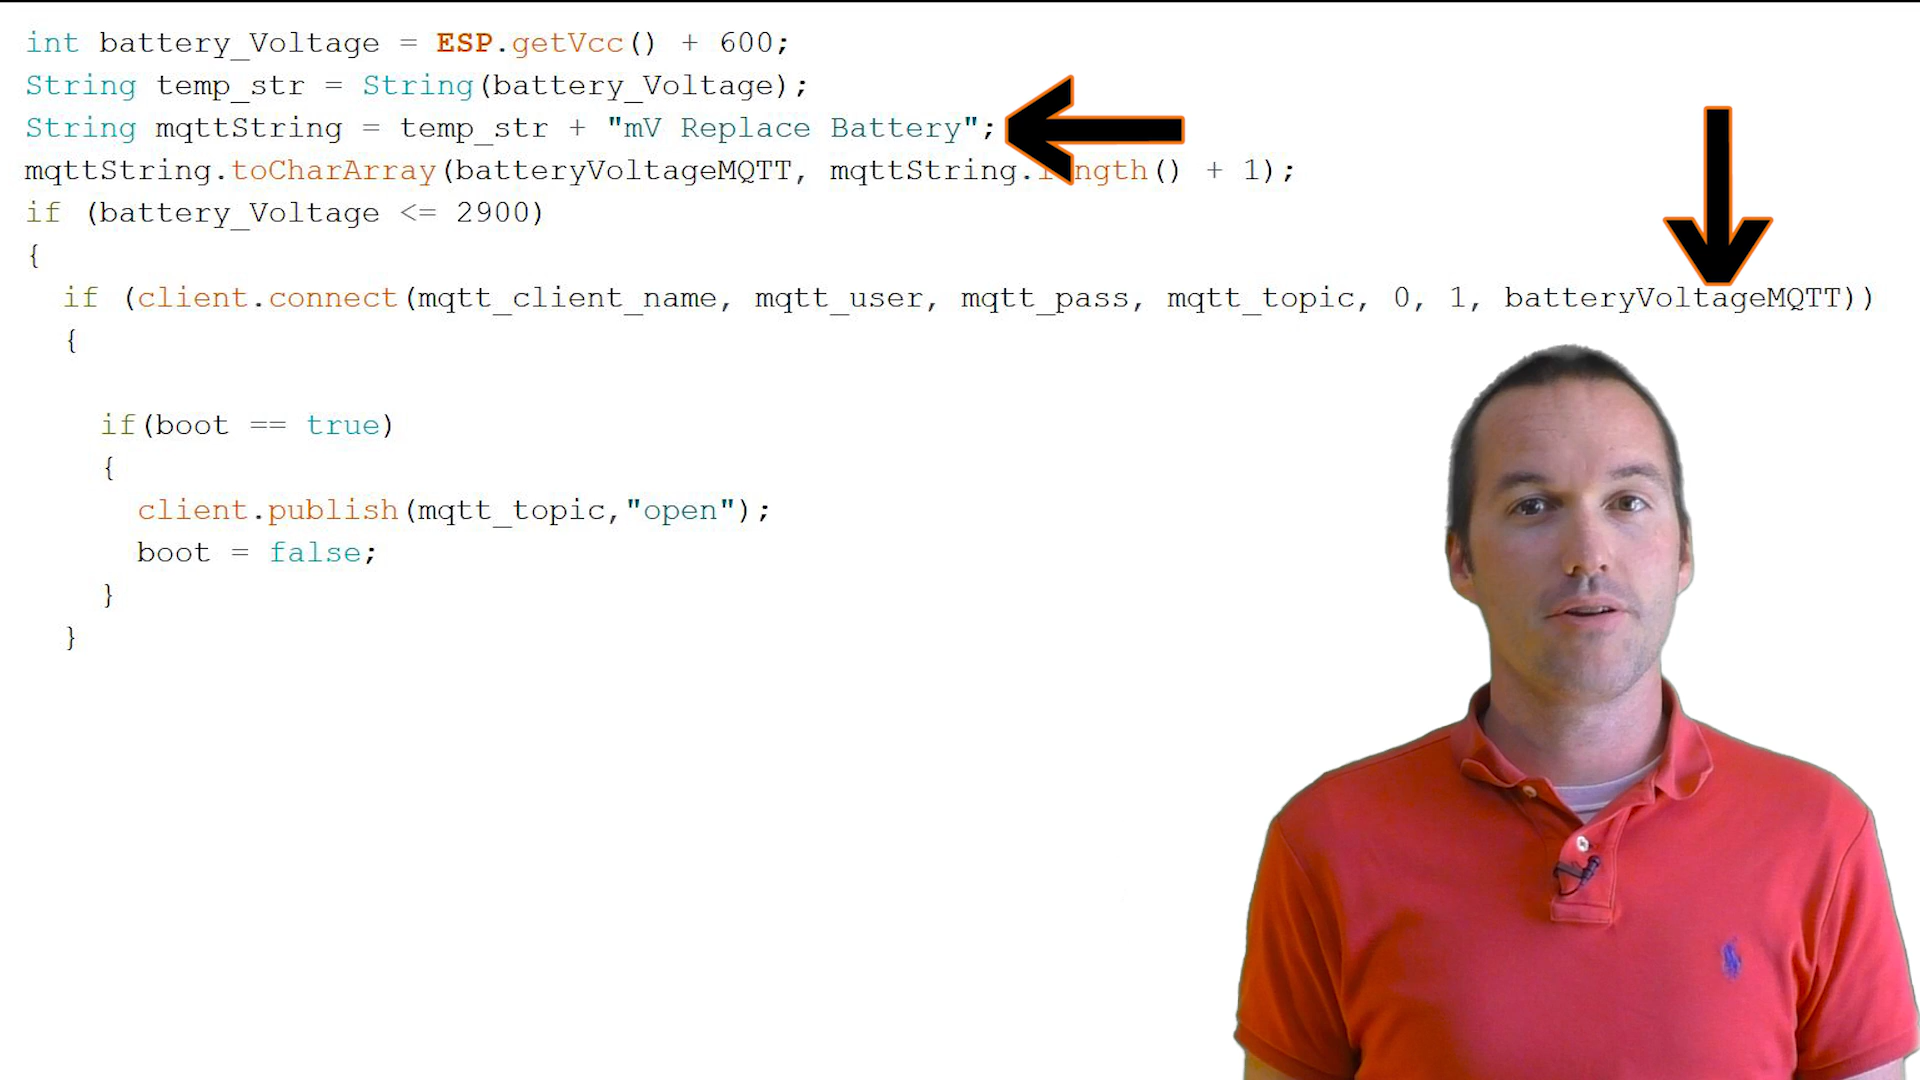 int battery_Voltage = ESP.getVcc() + 600;
String temp_str = String(battery_Voltage);
String mqttString = temp_str + "mV Replace Battery";
mqttString.toCharArray(batteryVoltageMQTT, mqttString.length() + 1);
if (battery_Voltage <= 2900)
{
if (client.connect(mqtt_client_name, mqtt_user, mqtt_pass, mqtt_topic, 0, 1, batteryVoltageMQTT))
{
if(boot == true)
{
client.publish(mqtt_topic,"open");
boot = false;
}
}